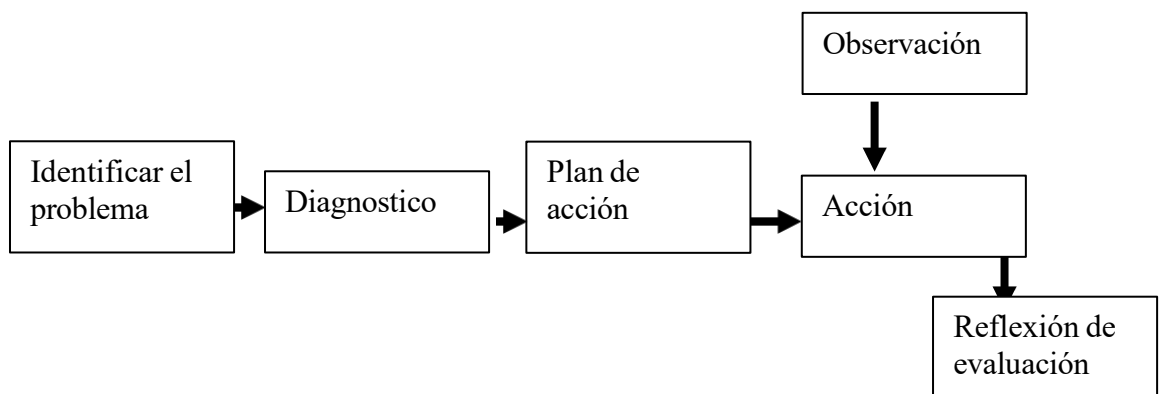 Observación
Identificar el
problema
Diagnostico
Plan de
acción
Acción
Reflexión de
evaluación